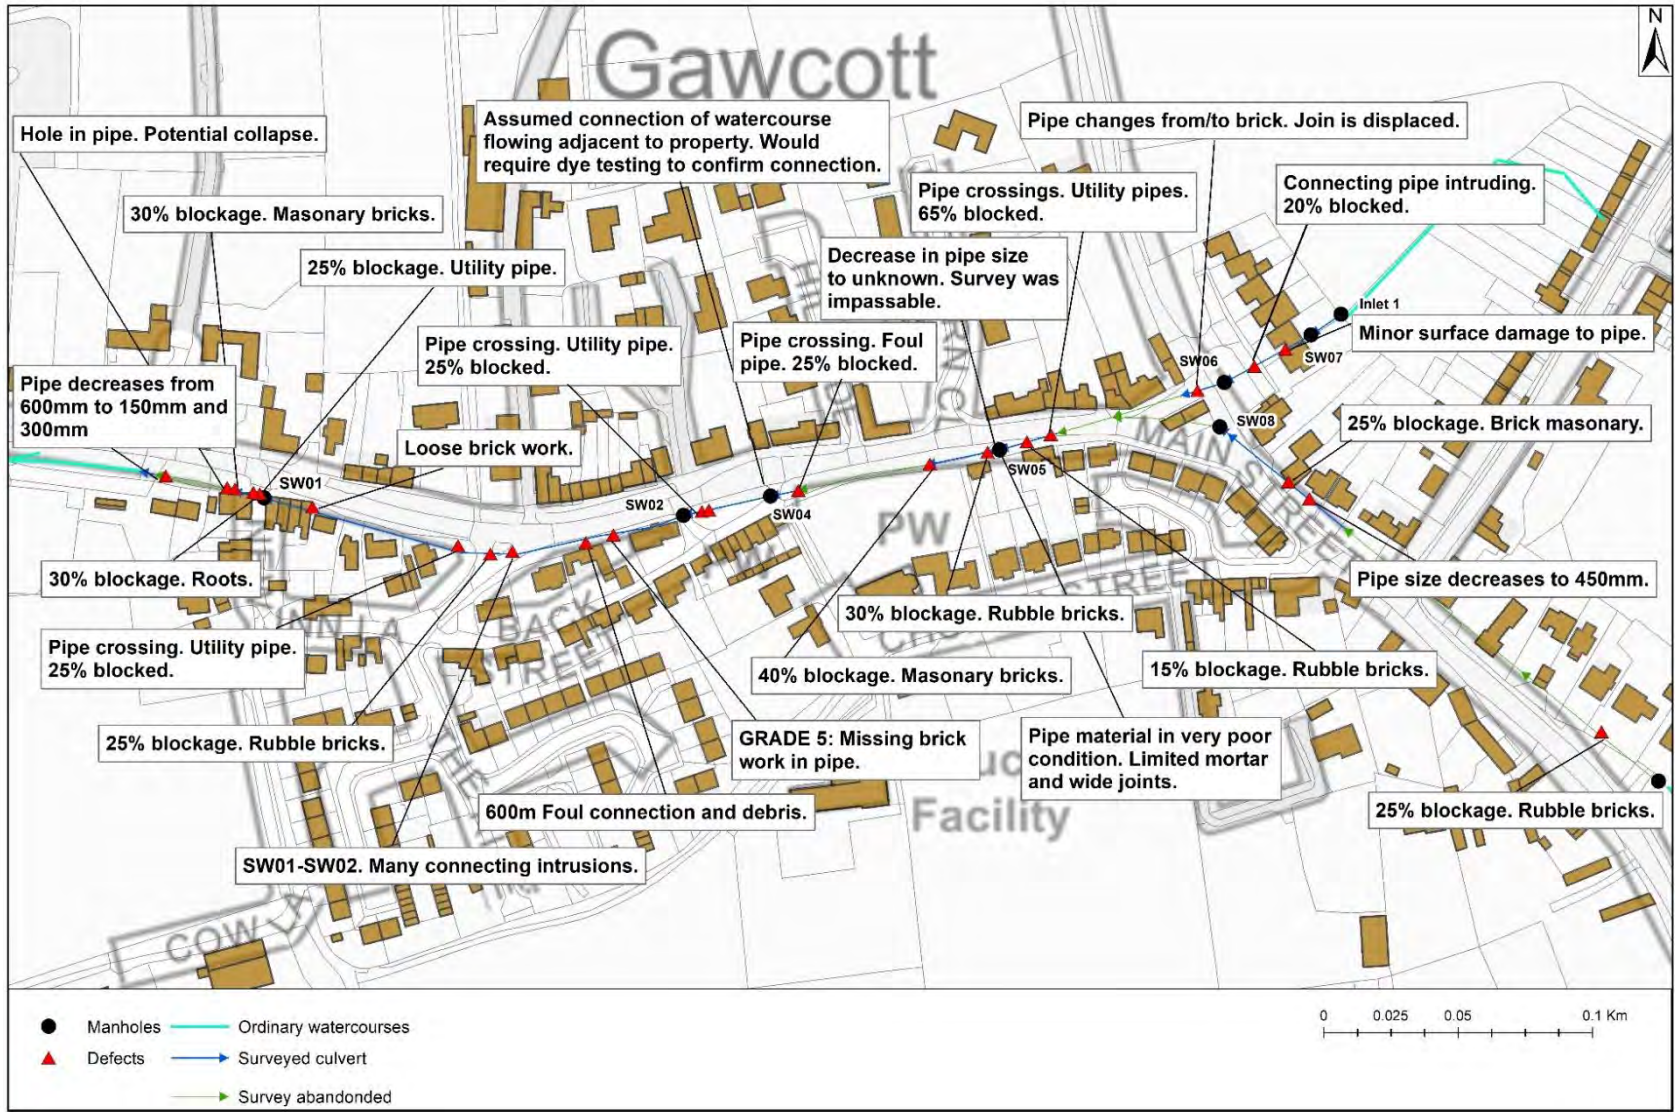 Gawcott
N
Hole in pipe. Potential collapse.
Assumed connection of watercourse
flowing adjacent to property. Would
require dye testing to confirm connection.
Pipe changes from/to brick. Join is displaced.
Pipe crossings. Utility pipes.
65% blocked.
Connecting pipe intruding.
20% blocked.
30% blockage. Masonary bricks.
25% blockage. Utility pipe.
Decrease in pipe size
to unknown. Survey was
impassable.
Inlet 1
Minor surface damage to pipe.
SW07
SW06
Pipe crossing. Utility pipe.
25% blocked.
Pipe crossing. Foul
pipe. 25% blocked.
Pipe decreases from
600mm to 150mm and
300mm
25% blockage. Brick masonary.
SW08
MAIN STREET
Loose brick work.
SW05
SW01
SW02
SW04
PW
30% blockage. Roots.
Pipe size decreases to 450mm.
30% blockage. Rubble bricks.
BACK
STREET
STREET
Pipe crossing. Utility pipe.
25% blocked.
40% blockage. Masonary bricks.
15% blockage. Rubble bricks.
25% blockage. Rubble bricks.
GRADE 5: Missing brick
work in pipe.
Pipe material in very poor
condition. Limited mortar
and wide joints.
600m Foul connection and debris.
Facility
25% blockage. Rubble bricks.
SW01-SW02. Many connecting intrusions.
COW
Manholes
Ordinary watercourses
Defects
Surveyed culvert
Survey abandonded
0 0.025 0.05 0.1 Km